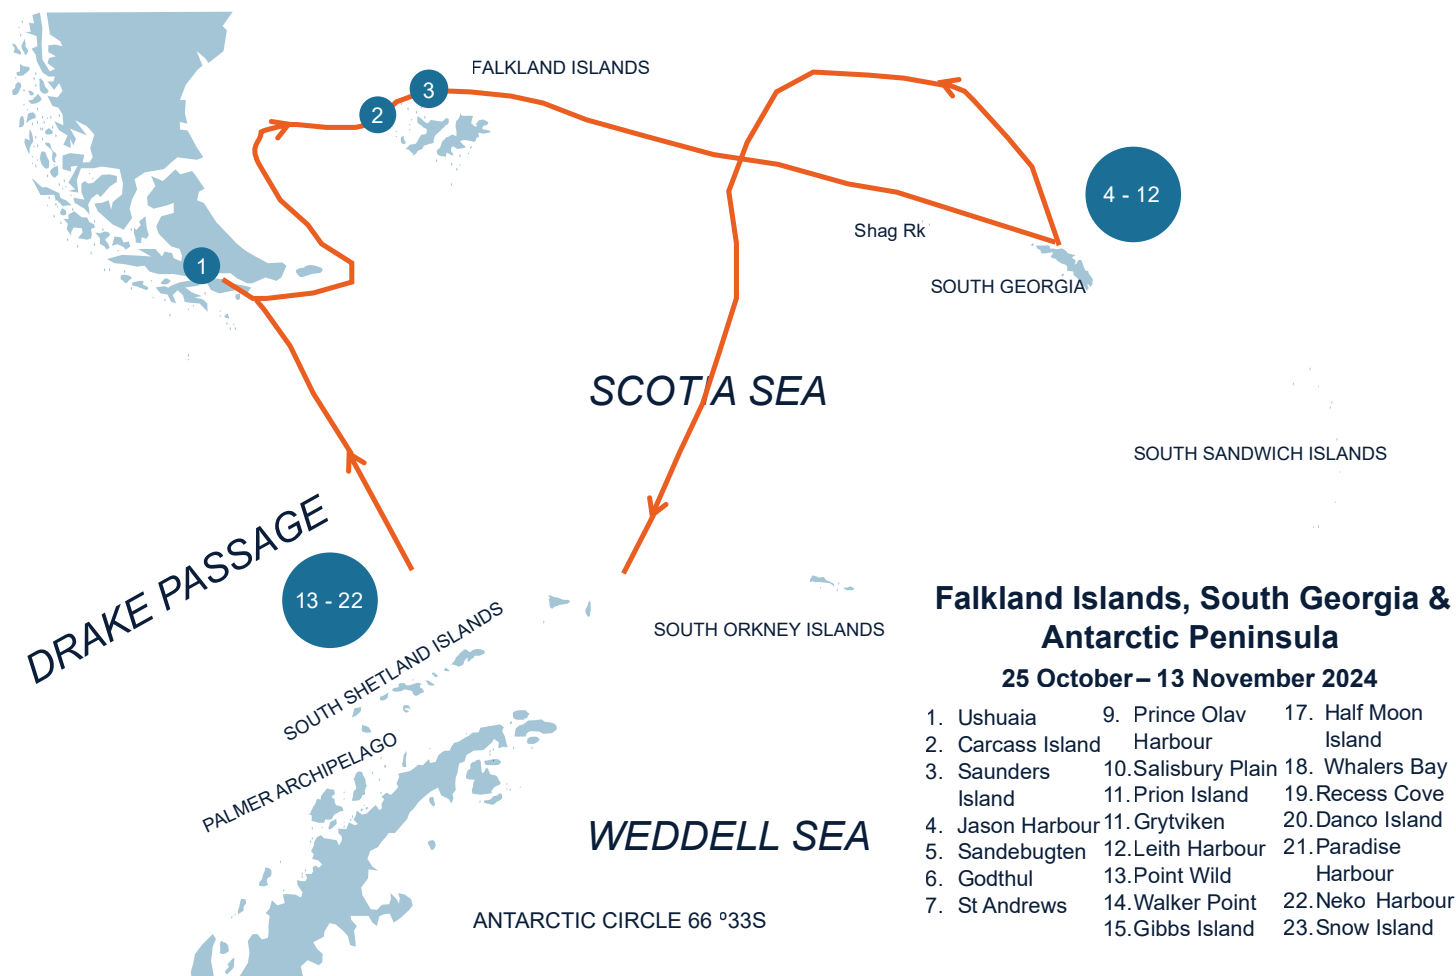 FALKLAND ISLANDS
3
2
4 - 12
Shag Rk
1
SOUTH GEORGIA
SCOTIA SEA
SOUTH SANDWICH ISLANDS
DRAKE PASSAGE
13 - 22
SOUTH ORKNEY ISLANDS
SOUTH SHETLAND ISLANDS
PALMER ARCHIPELAGO
WEDDELL SEA
ANTARCTIC CIRCLE 66 º33S
Falkland Islands, South Georgia &
Antarctic Peninsula
25 October – 13 November 2024
1. Ushuaia
2. Carcass Island
3. Saunders
Island
4. Jason Harbour
5. Sandebugten
6. Godthul
7. St Andrews
9. Prince Olav
Harbour
10. Salisbury Plain
11. Prion Island
11. Grytviken
12. Leith Harbour
13. Point Wild
14. Walker Point
15. Gibbs Island
17. Half Moon
Island
18. Whalers Bay
19. Recess Cove
20. Danco Island
21. Paradise
Harbour
22. Neko Harbour
23. Snow Island